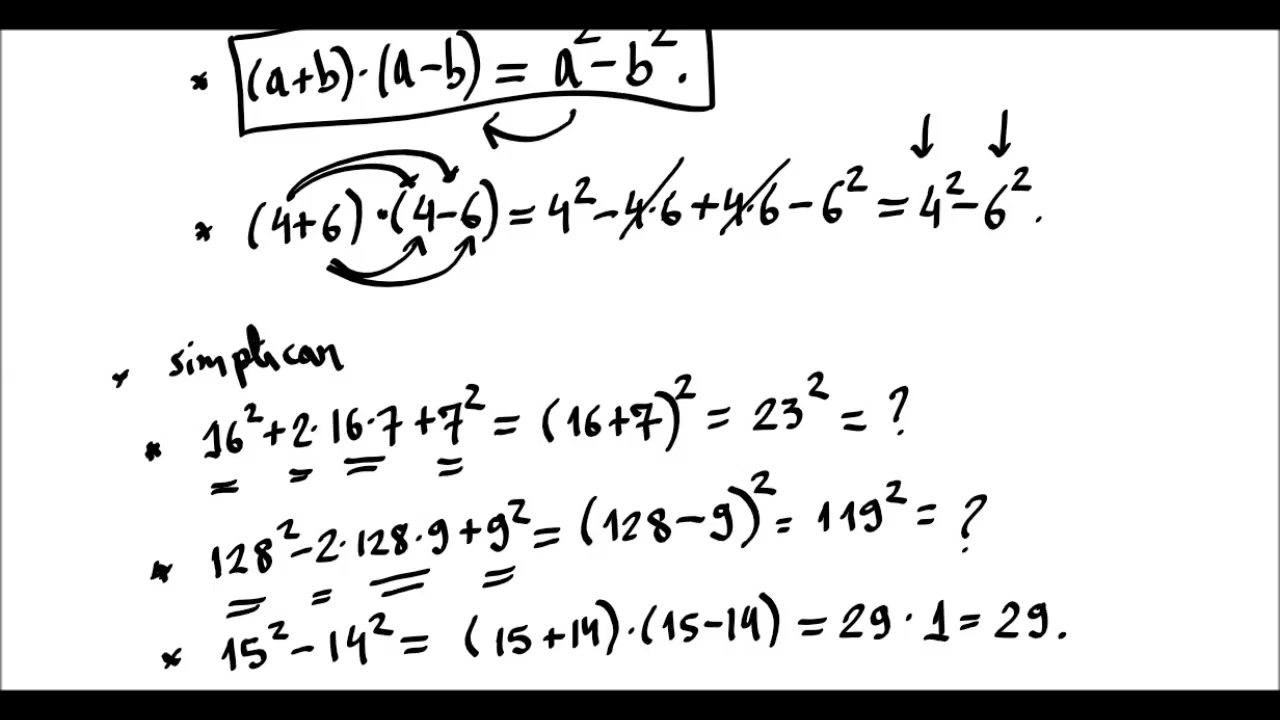 * (a+b)·(a-b) = a²-b².
* (4+6)·(4-6) = 4²-4·6+4·6-6² = 4²-6².
* simplican
* 16²+2·16·7+7² = (16+7)² = 23² = ?
* 128²-2·128·9+9² = (128-9)² = 119² = ?
* 15²-14² = (15+14)·(15-14) = 29·1 = 29.